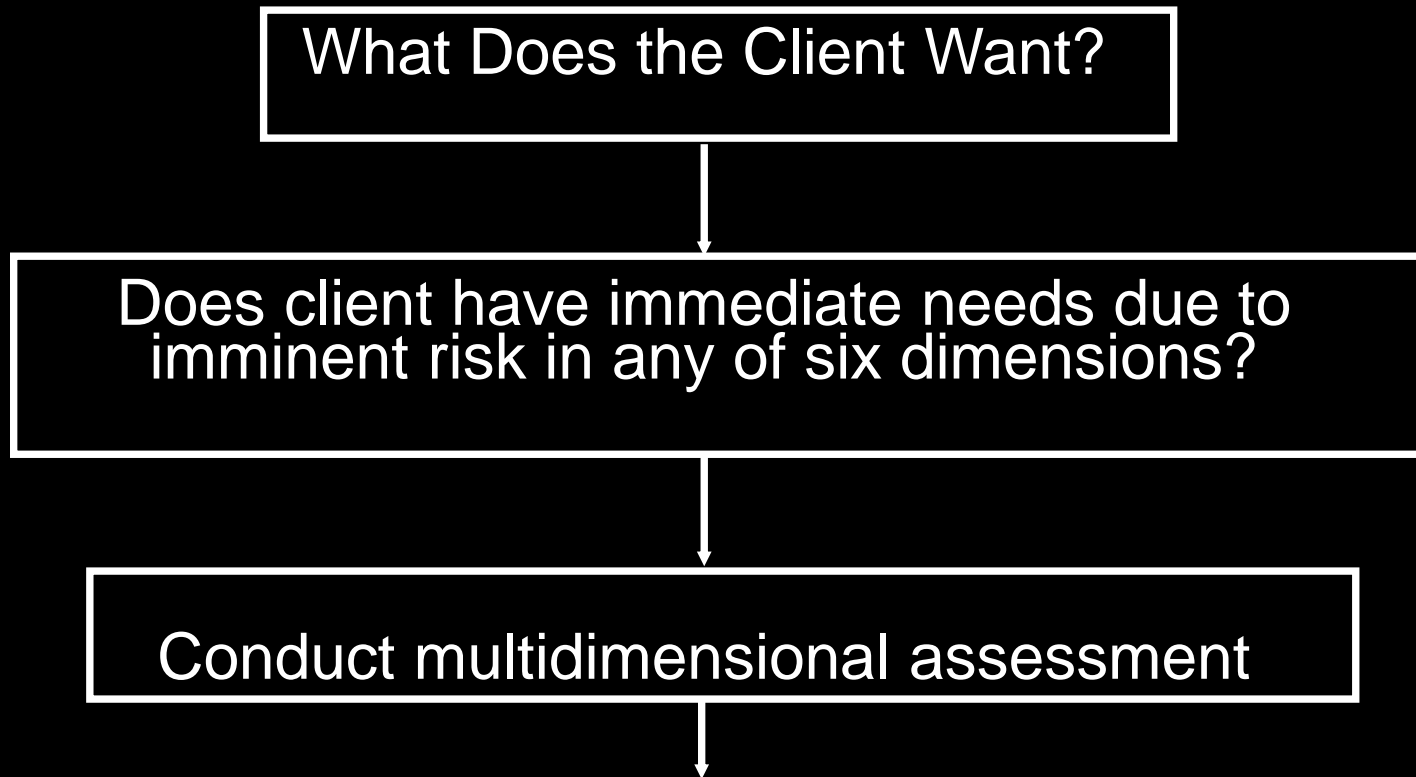 What Does the Client Want?
Does client have immediate needs due to
imminent risk in any of six dimensions?
Conduct multidimensional assessment